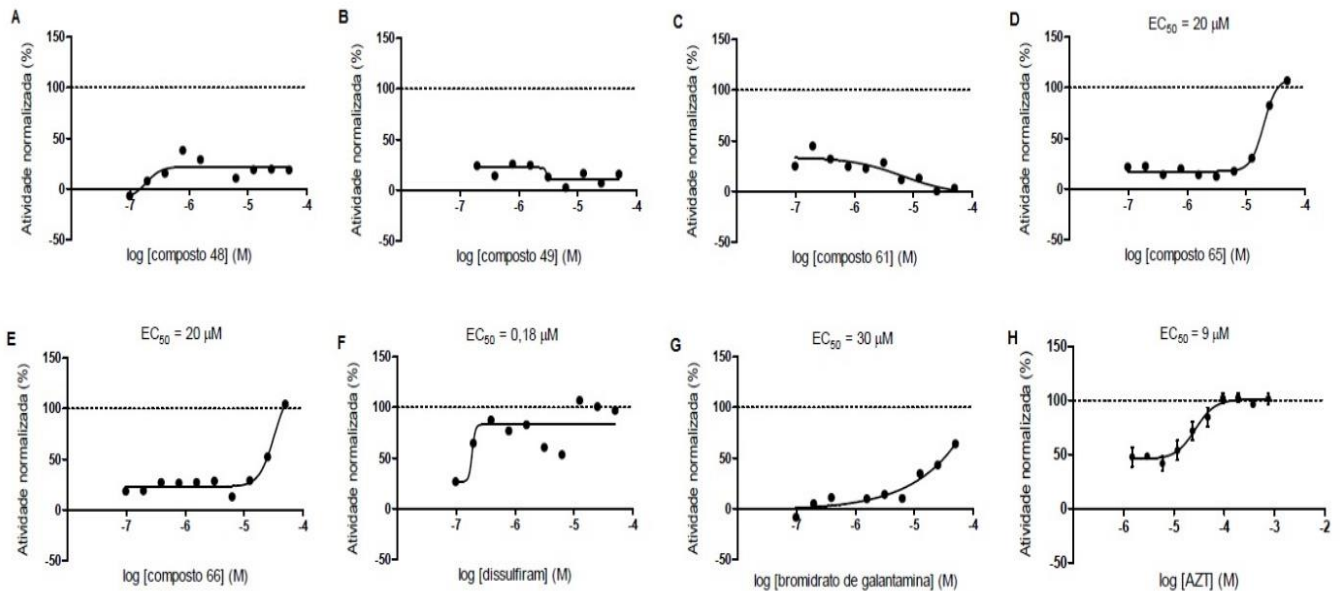 A
Atividade normalizada (%)
150
100
50
0
-50
-7
-6
-5
-4
log [composto 48] (M)
B
Atividade normalizada (%)
150
100
50
0
-50
-7
-6
-5
-4
log [composto 49] (M)
C
Atividade normalizada (%)
150
100
50
0
-50
-7
-6
-5
-4
log [composto 61] (M)
D
EC50 = 20 µM
Atividade normalizada (%)
150
100
50
0
-50
-7
-6
-5
-4
log [composto 65] (M)
E
EC50 = 20 µM
Atividade normalizada (%)
150
100
50
0
50
-7
-6
-5
-4
log [composto 66] (M)
F
EC50 = 0,18 µM
Atividade normalizada (%)
150
100
50
0
50
-7
-6
-5
-4
log [dissulfiram] (M)
G
EC50 = 30 µM
Atividade normalizada (%)
150
100
50
0
50
-7
-6
-5
-4
log [bromidrato de galantamina] (M)
H
EC50 = 9 µM
Atividade normalizada (%)
150
100
50
0
50
-6
-5
-4
-3
-2
log [AZT] (M)